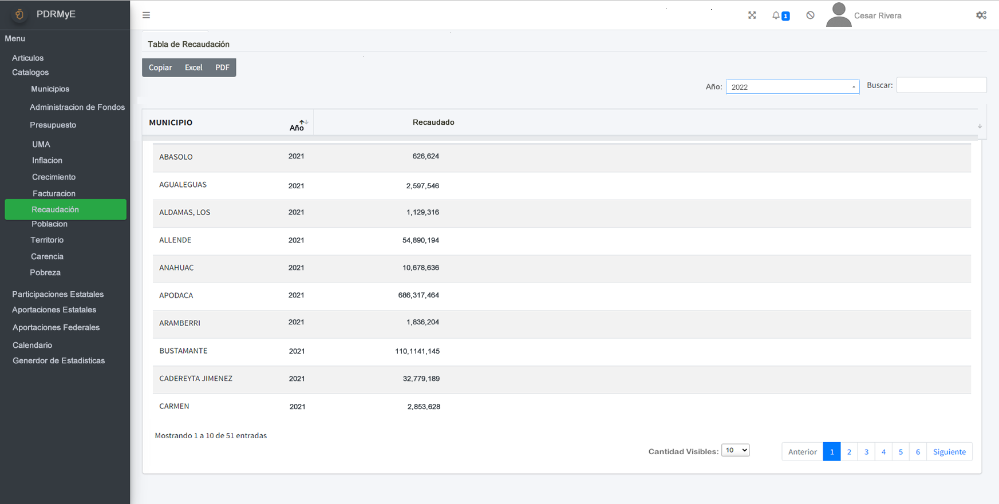 PDRMyE
1
Cesar Rivera
Menu
Articulos
Catalogos
Municipios
Administracion de Fondos
Presupuesto
UMA
Inflacion
Crecimiento
Facturacion
Recaudación
Poblacion
Territorio
Carencia
Pobreza
Participaciones Estatales
Aportaciones Estatales
Aportaciones Federales
Calendario
Generdor de Estadisticas
Tabla de Recaudación
Copiar Excel PDF
Año: 2022 Buscar:
MUNICIPIO Año Recaudado
ABASOLO 2021 626,624
AGUALEGUAS 2021 2,597,546
ALDAMAS, LOS 2021 1,129,316
ALLENDE 2021 54,890,194
ANAHUAC 2021 10,678,636
APODACA 2021 686,317,464
ARAMBERRI 2021 1,836,204
BUSTAMANTE 2021 110,1141,145
CADEREYTA JIMENEZ 2021 32,779,189
CARMEN 2021 2,853,628
Mostrando 1 a 10 de 51 entradas
Cantidad Visibles: 10 Anterior 1 2 3 4 5 6 Siguiente